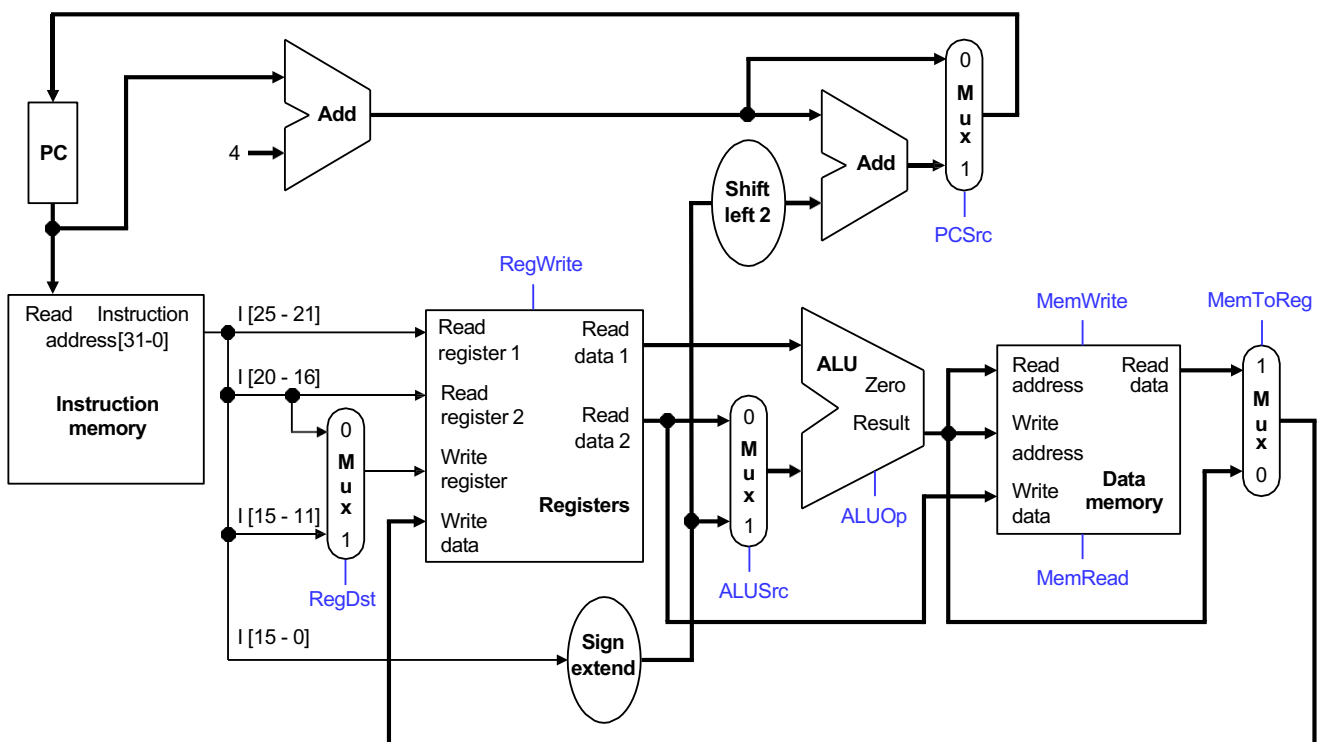 0
M
u
x
1
PCSrc
Add
4
PC
Add
Shift
left 2
RegWrite
MemWrite
MemToReg
Read Instruction
address[31-0]
Instruction
memory
I [25 - 21]
I [20 - 16]
I [15 - 11]
I [15 - 0]
0
M
u
x
1
RegDst
Read
register 1
Read
register 2
Write
register
Write
data
Read
data 1
Read
data 2
Registers
0
M
u
x
1
ALUSrc
ALU
Zero
Result
ALUOp
Read
address
Write
address
Write
data
Read
data
Data
memory
MemRead
1
M
u
x
0
Sign
extend